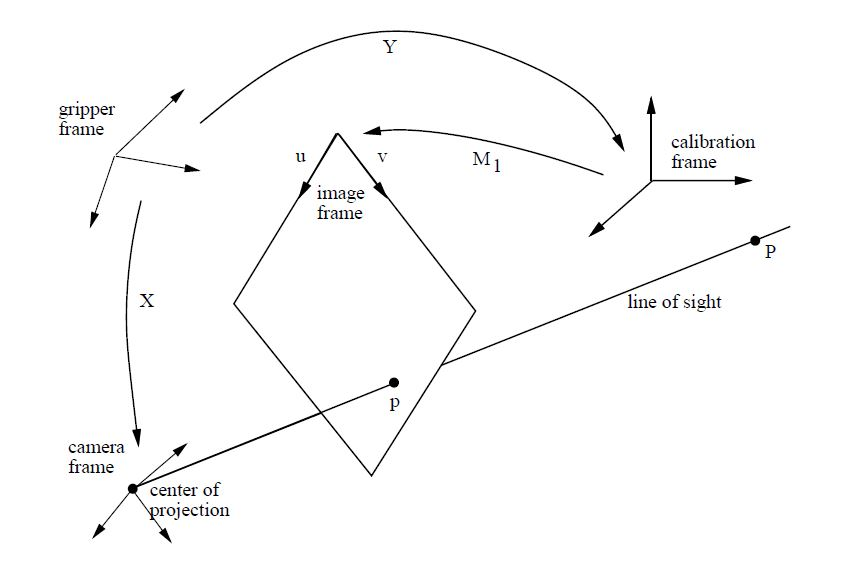 Y
gripper
frame
calibration
frame
u
v
M1
image
frame
P
X
line of sight
p
camera
frame
center of
projection